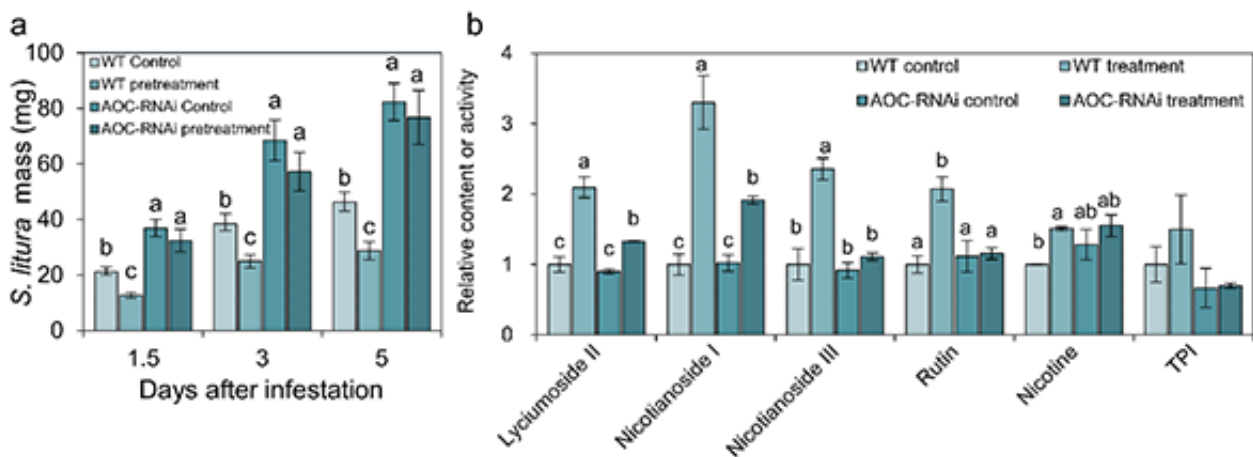 a
100
80
60
40
20
0
S. litura mass (mg)
WT Control
WT pretreatment
AOC-RNAi Control
AOC-RNAi pretreatment
b c a a
b c a a
b c a a
1.5 3 5
Days after infestation
b
4
3
2
1
0
Relative content or activity
WT control WT treatment
AOC-RNAi control AOC-RNAi treatment
c a c b
c a c b
b a b b
a b a a
b a ab ab
Lyciumoside II
Nicotianoside I
Nicotianoside III
Rutin
Nicotine
TPI